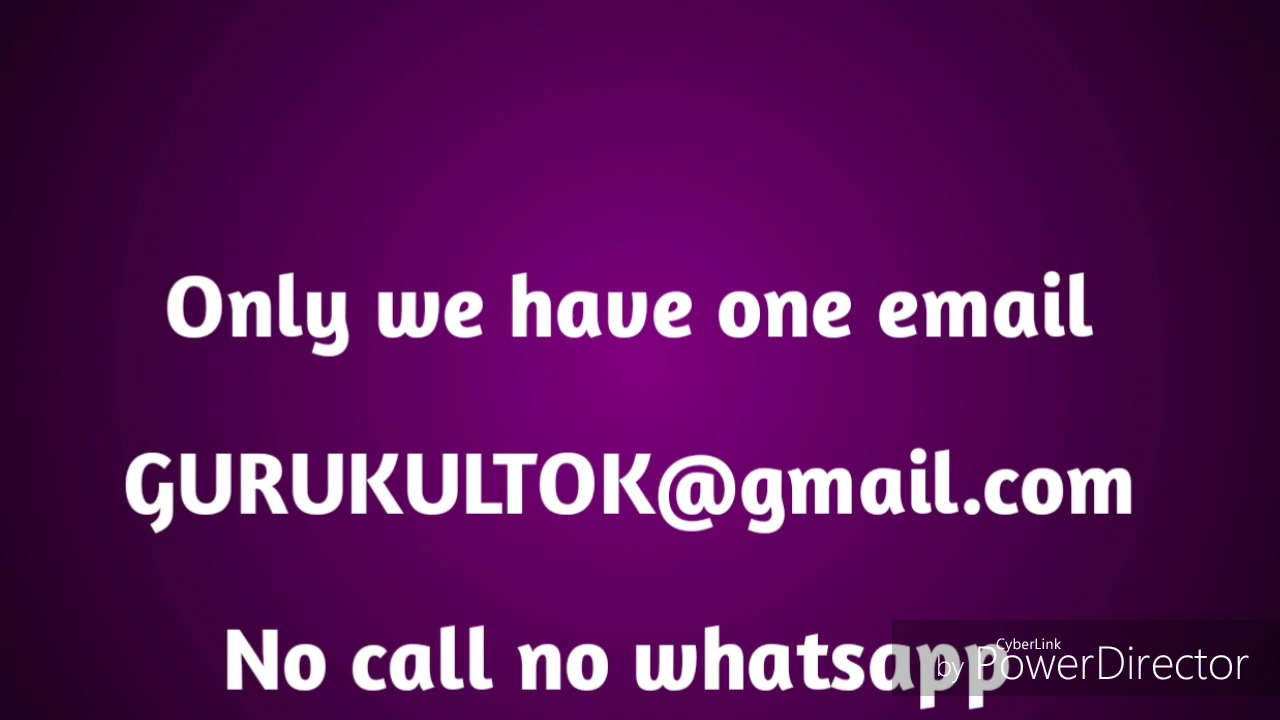 Only we have one email
GURUKULTOK@gmail.com
No call no whatsapp
CyberLink
by PowerDirector